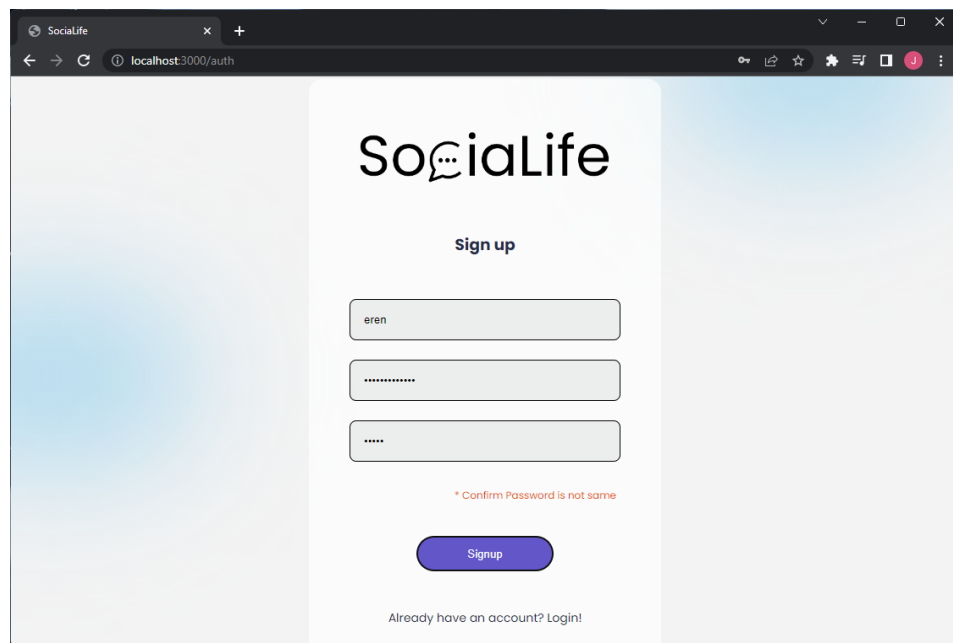 SociaLife
localhost:3000/auth
J
SociaLife
Sign up
eren
•••••••••••••
•••••
* Confirm Password is not same
Signup
Already have an account? Login!